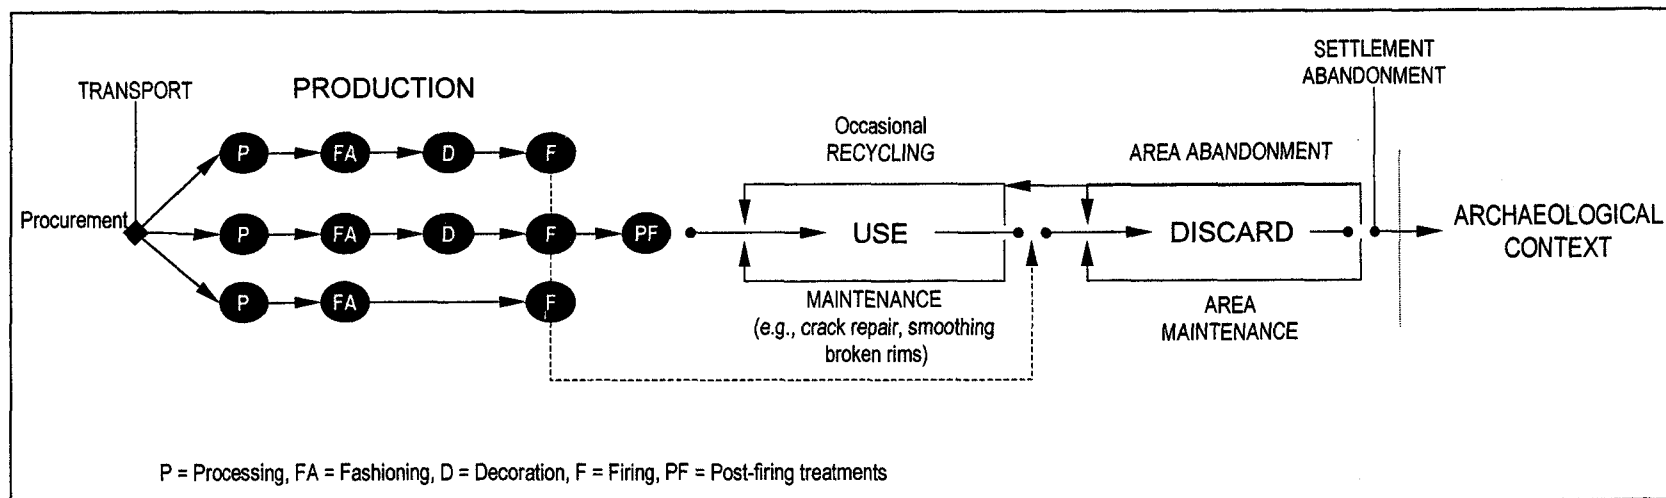 TRANSPORT
PRODUCTION
SETTLEMENT
ABANDONMENT
Procurement
P FA D F
P FA D F PF
P FA F
Occasional
RECYCLING
USE
MAINTENANCE
(e.g., crack repair, smoothing
broken rims)
AREA ABANDONMENT
DISCARD
AREA
MAINTENANCE
ARCHAEOLOGICAL
CONTEXT
P = Processing, FA = Fashioning, D = Decoration, F = Firing, PF = Post-firing treatments